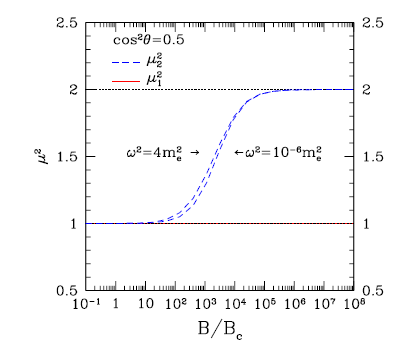 cos²θ=0.5
μ₂²
μ₁²
ω²=4mₑ² → ←ω²=10⁻⁶mₑ²
μ²
2.5 2.5
2 2
1.5 1.5
1 1
0.5 0.5
10⁻¹ 1 10 10² 10³ 10⁴ 10⁵ 10⁶ 10⁷ 10⁸
B/B_c